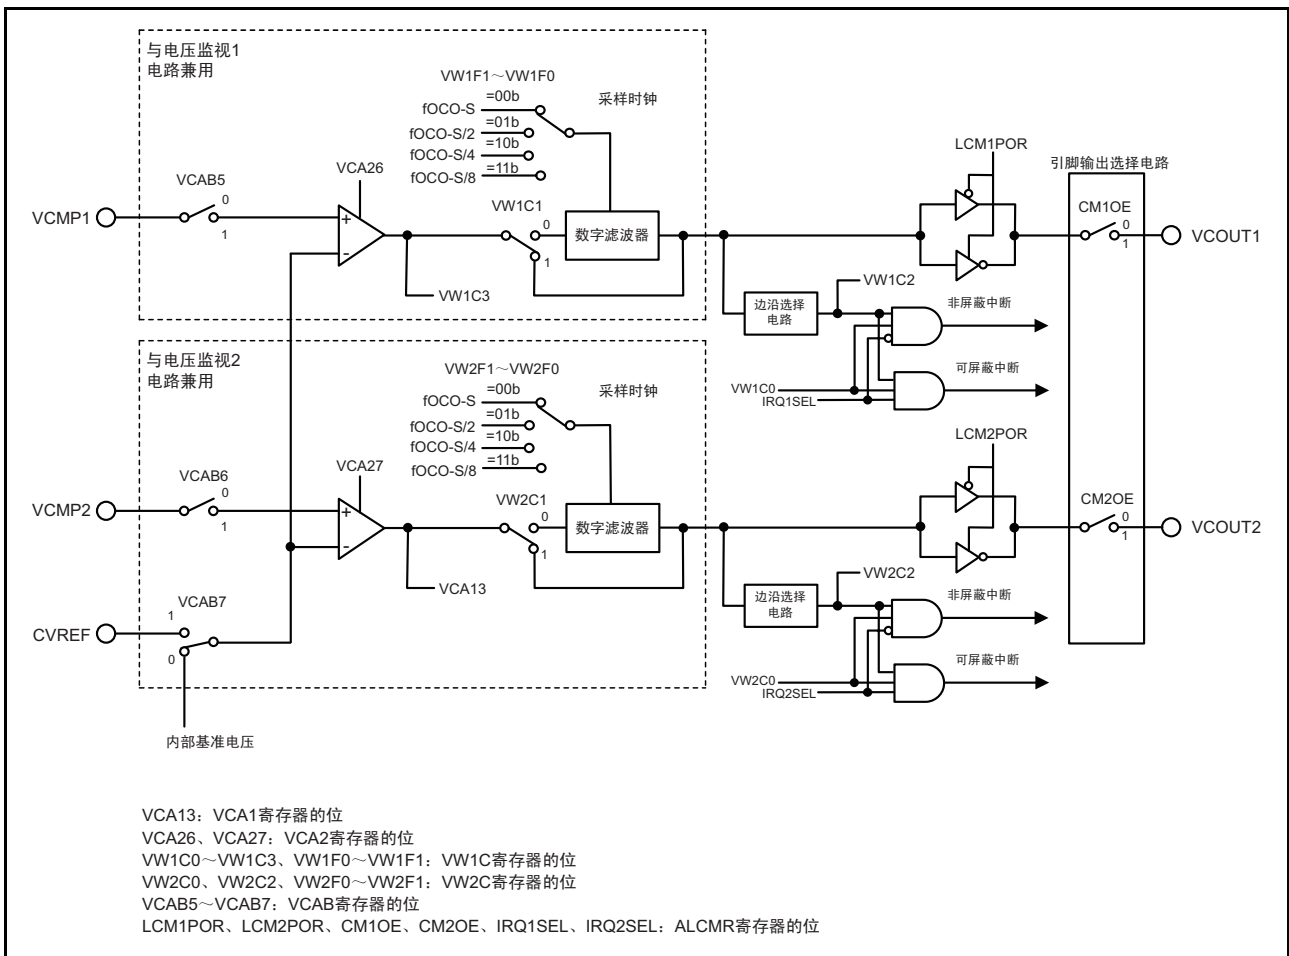 与电压监视1
电路兼用
VW1F1～VW1F0
=00b
fOCO-S
采样时钟
=01b
fOCO-S/2
=10b
fOCO-S/4
=11b
fOCO-S/8
VCA26
VCAB5
0
1
VCMP1
+
-
VW1C1
0
1
数字滤波器
VW1C3
LCM1POR
引脚输出选择电路
CM1OE
0
1
VCOUT1
VW1C2
边沿选择
电路
非屏蔽中断
可屏蔽中断
VW1C0
IRQ1SEL
与电压监视2
电路兼用
VW2F1～VW2F0
=00b
fOCO-S
采样时钟
=01b
fOCO-S/2
=10b
fOCO-S/4
=11b
fOCO-S/8
VCA27
VCAB6
0
1
VCMP2
+
-
VW2C1
0
1
数字滤波器
VCA13
LCM2POR
CM2OE
0
1
VCOUT2
VW2C2
边沿选择
电路
非屏蔽中断
可屏蔽中断
VW2C0
IRQ2SEL
VCAB7
1
CVREF
0
内部基准电压
VCA13：VCA1寄存器的位
VCA26、VCA27：VCA2寄存器的位
VW1C0～VW1C3、VW1F0～VW1F1：VW1C寄存器的位
VW2C0、VW2C2、VW2F0～VW2F1：VW2C寄存器的位
VCAB5～VCAB7：VCAB寄存器的位
LCM1POR、LCM2POR、CM1OE、CM2OE、IRQ1SEL、IRQ2SEL：ALCMR寄存器的位